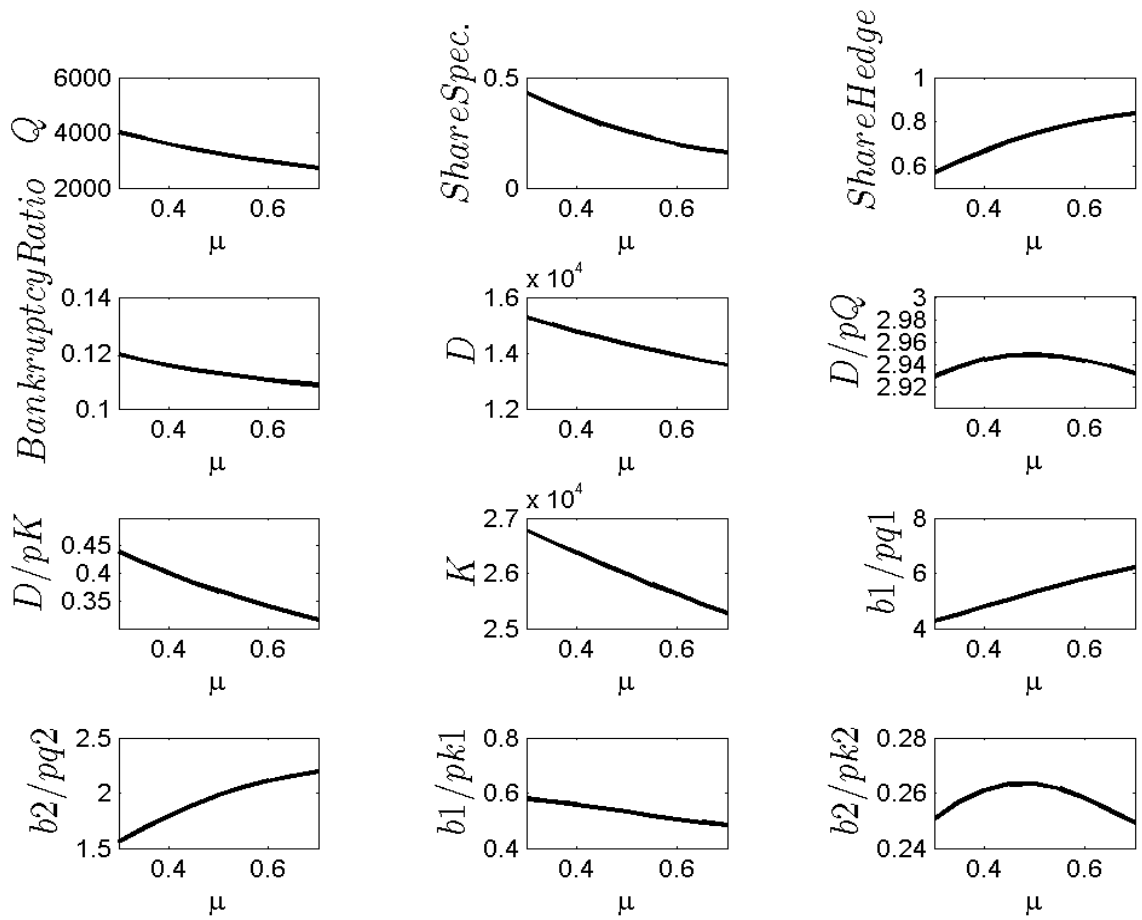 Q
6000
4000
2000
0.4 0.6
μ
ShareSpec.
0.5
0
0.4 0.6
μ
ShareHedge
1
0.8
0.6
0.4 0.6
μ
BankruptcyRatio
0.14
0.12
0.1
0.4 0.6
μ
D
x 10^4
1.6
1.4
1.2
0.4 0.6
μ
D/pQ
3
2.98
2.96
2.94
2.92
0.4 0.6
μ
D/pK
0.45
0.4
0.35
0.4 0.6
μ
K
x 10^4
2.7
2.6
2.5
0.4 0.6
μ
b1/pq1
8
6
4
0.4 0.6
μ
b2/pq2
2.5
2
1.5
0.4 0.6
μ
b1/pk1
0.8
0.6
0.4
0.4 0.6
μ
b2/pk2
0.28
0.26
0.24
0.4 0.6
μ